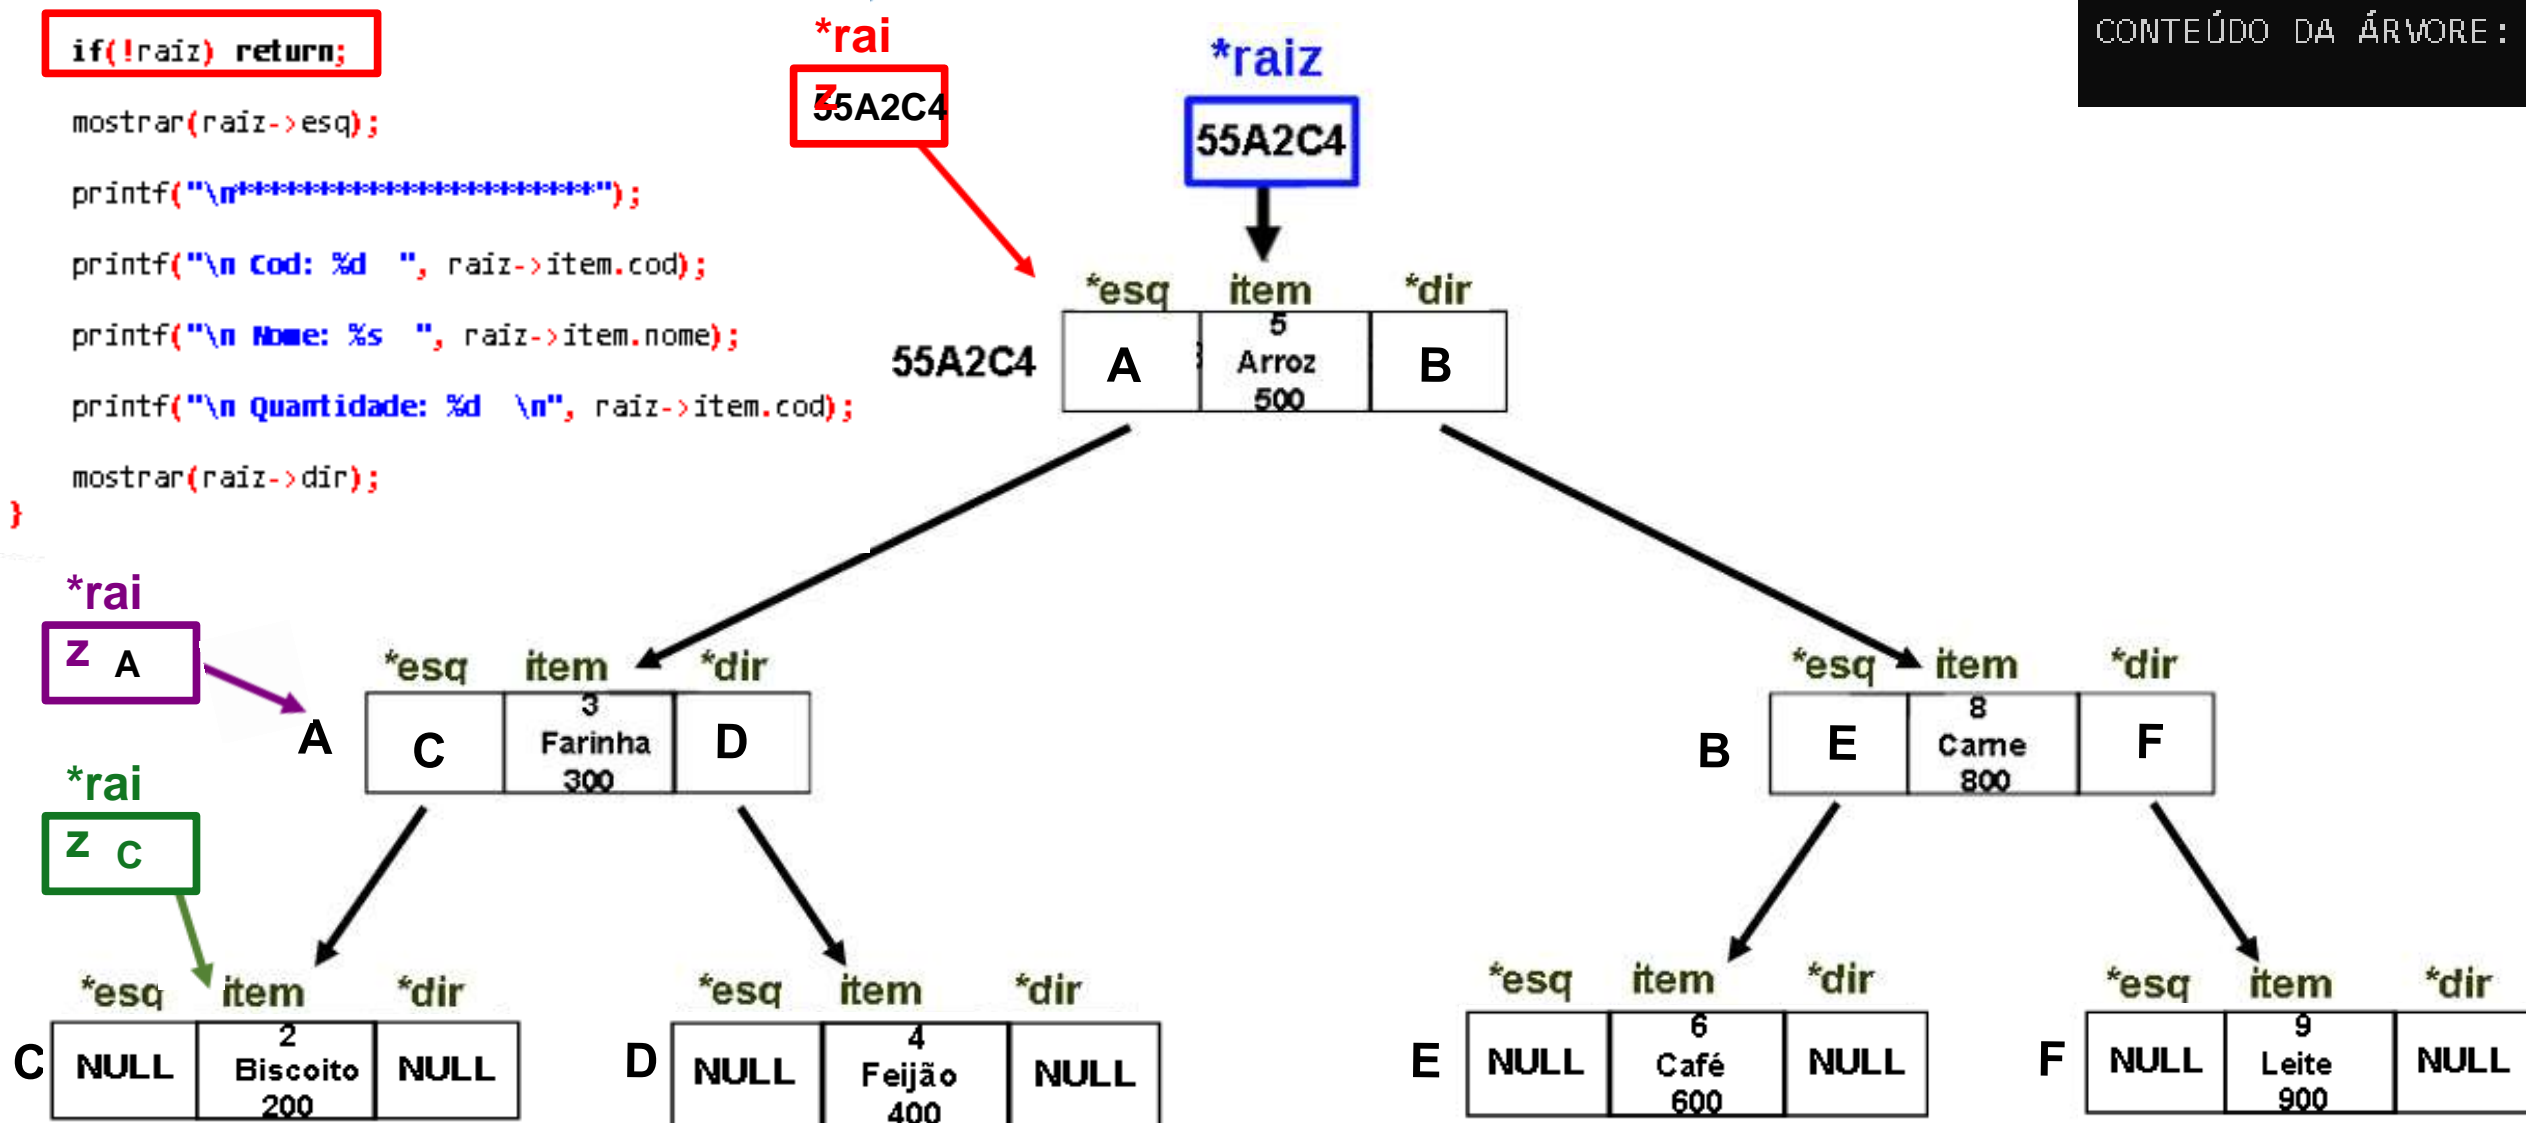 if(!raiz) return;
mostrar(raiz->esq);
printf("\n****************************");
printf("\n Cod: %d  ", raiz->item.cod);
printf("\n Nome: %s  ", raiz->item.nome);
printf("\n Quantidade: %d  \n", raiz->item.cod);
mostrar(raiz->dir);
}
*rai
z
55A2C4
*raiz
55A2C4
CONTEÚDO DA ÁRVORE:
*esq item *dir
55A2C4
A
5
Arroz
500
B
*rai
z A
*esq item *dir
A
C
3
Farinha
300
D
*esq item *dir
B
E
8
Carne
800
F
*rai
z C
*esq item *dir
C
NULL
2
Biscoito
200
NULL
*esq item *dir
D
NULL
4
Feijão
400
NULL
*esq item *dir
E
NULL
6
Café
600
NULL
*esq item *dir
F
NULL
9
Leite
900
NULL